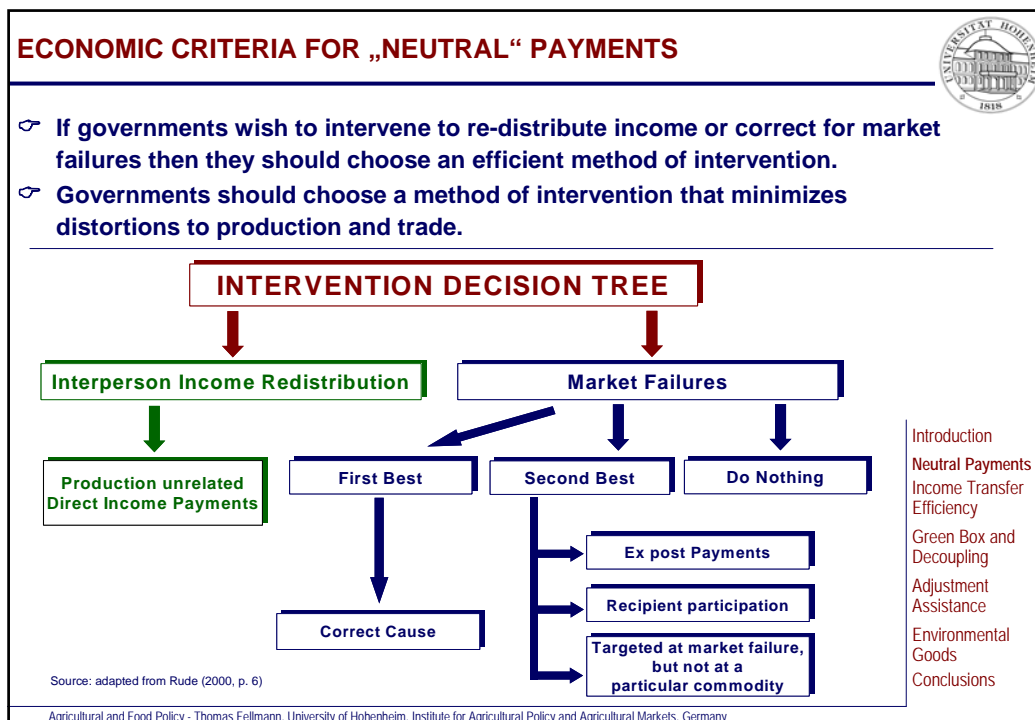 ECONOMIC CRITERIA FOR „NEUTRAL“ PAYMENTS
UNIVERSITAT HOHENHEIM
1818
If governments wish to intervene to re-distribute income or correct for market
failures then they should choose an efficient method of intervention.
Governments should choose a method of intervention that minimizes
distortions to production and trade.
INTERVENTION DECISION TREE
Interperson Income Redistribution
Market Failures
Production unrelated
Direct Income Payments
First Best
Second Best
Do Nothing
Ex post Payments
Recipient participation
Correct Cause
Targeted at market failure,
but not at a
particular commodity
Introduction
Neutral Payments
Income Transfer
Efficiency
Green Box and
Decoupling
Adjustment
Assistance
Environmental
Goods
Conclusions
Source: adapted from Rude (2000, p. 6)
Agricultural and Food Policy - Thomas Fellmann, University of Hohenheim, Institute for Agricultural Policy and Agricultural Markets, Germany